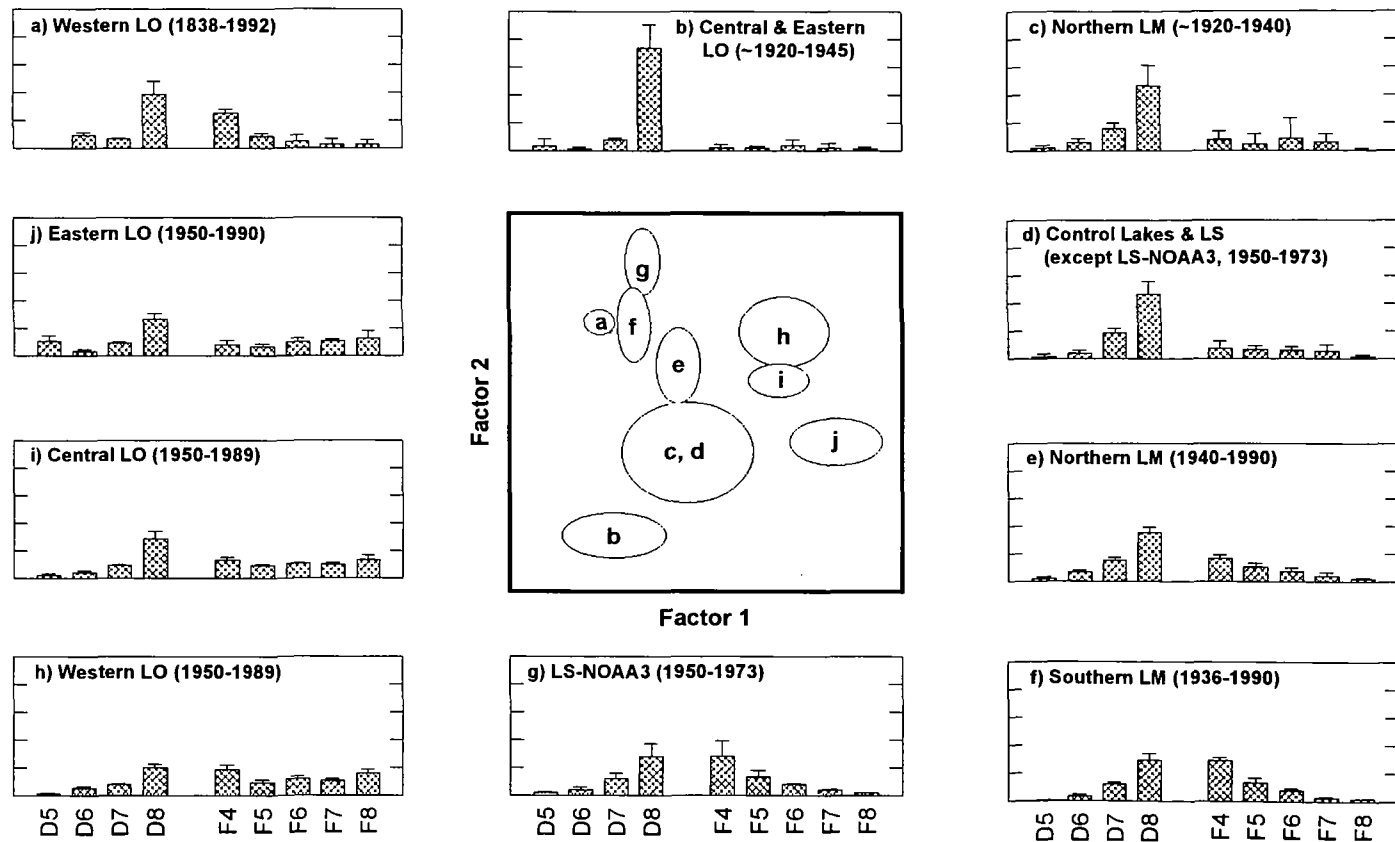 a) Western LO (1838-1992)
b) Central & Eastern
LO (~1920-1945)
c) Northern LM (~1920-1940)
j) Eastern LO (1950-1990)
d) Control Lakes & LS
(except LS-NOAA3, 1950-1973)
g
a
f
h
e
i
c, d
j
b
Factor 2
Factor 1
i) Central LO (1950-1989)
e) Northern LM (1940-1990)
h) Western LO (1950-1989)
g) LS-NOAA3 (1950-1973)
f) Southern LM (1936-1990)
D5 D6 D7 D8 F4 F5 F6 F7 F8
D5 D6 D7 D8 F4 F5 F6 F7 F8
D5 D6 D7 D8 F4 F5 F6 F7 F8